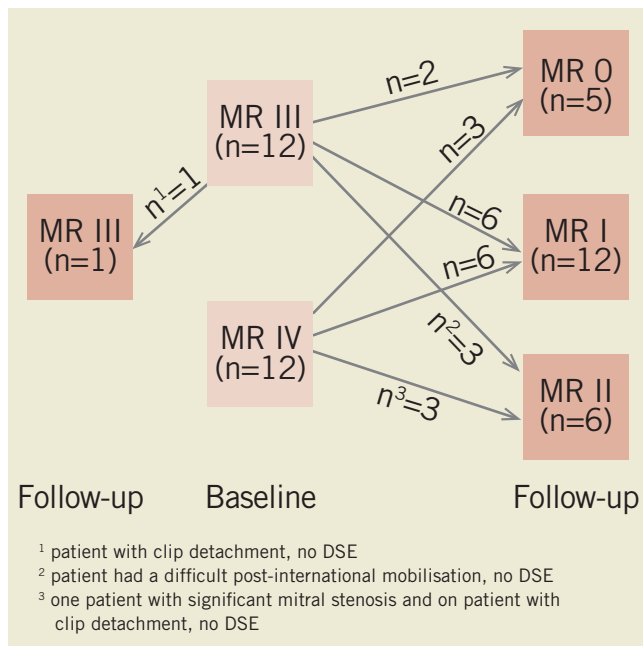 n=2
MR 0
(n=5)
MR III
(n=12)
n=3
n¹=1
MR III
(n=1)
n=6
MR I
(n=12)
n=6
MR IV
(n=12)
n²=3
MR II
(n=6)
n³=3
Follow-up
Baseline
Follow-up
¹ patient with clip detachment, no DSE
² patient had a difficult post-international mobilisation, no DSE
³ one patient with significant mitral stenosis and on patient with
clip detachment, no DSE